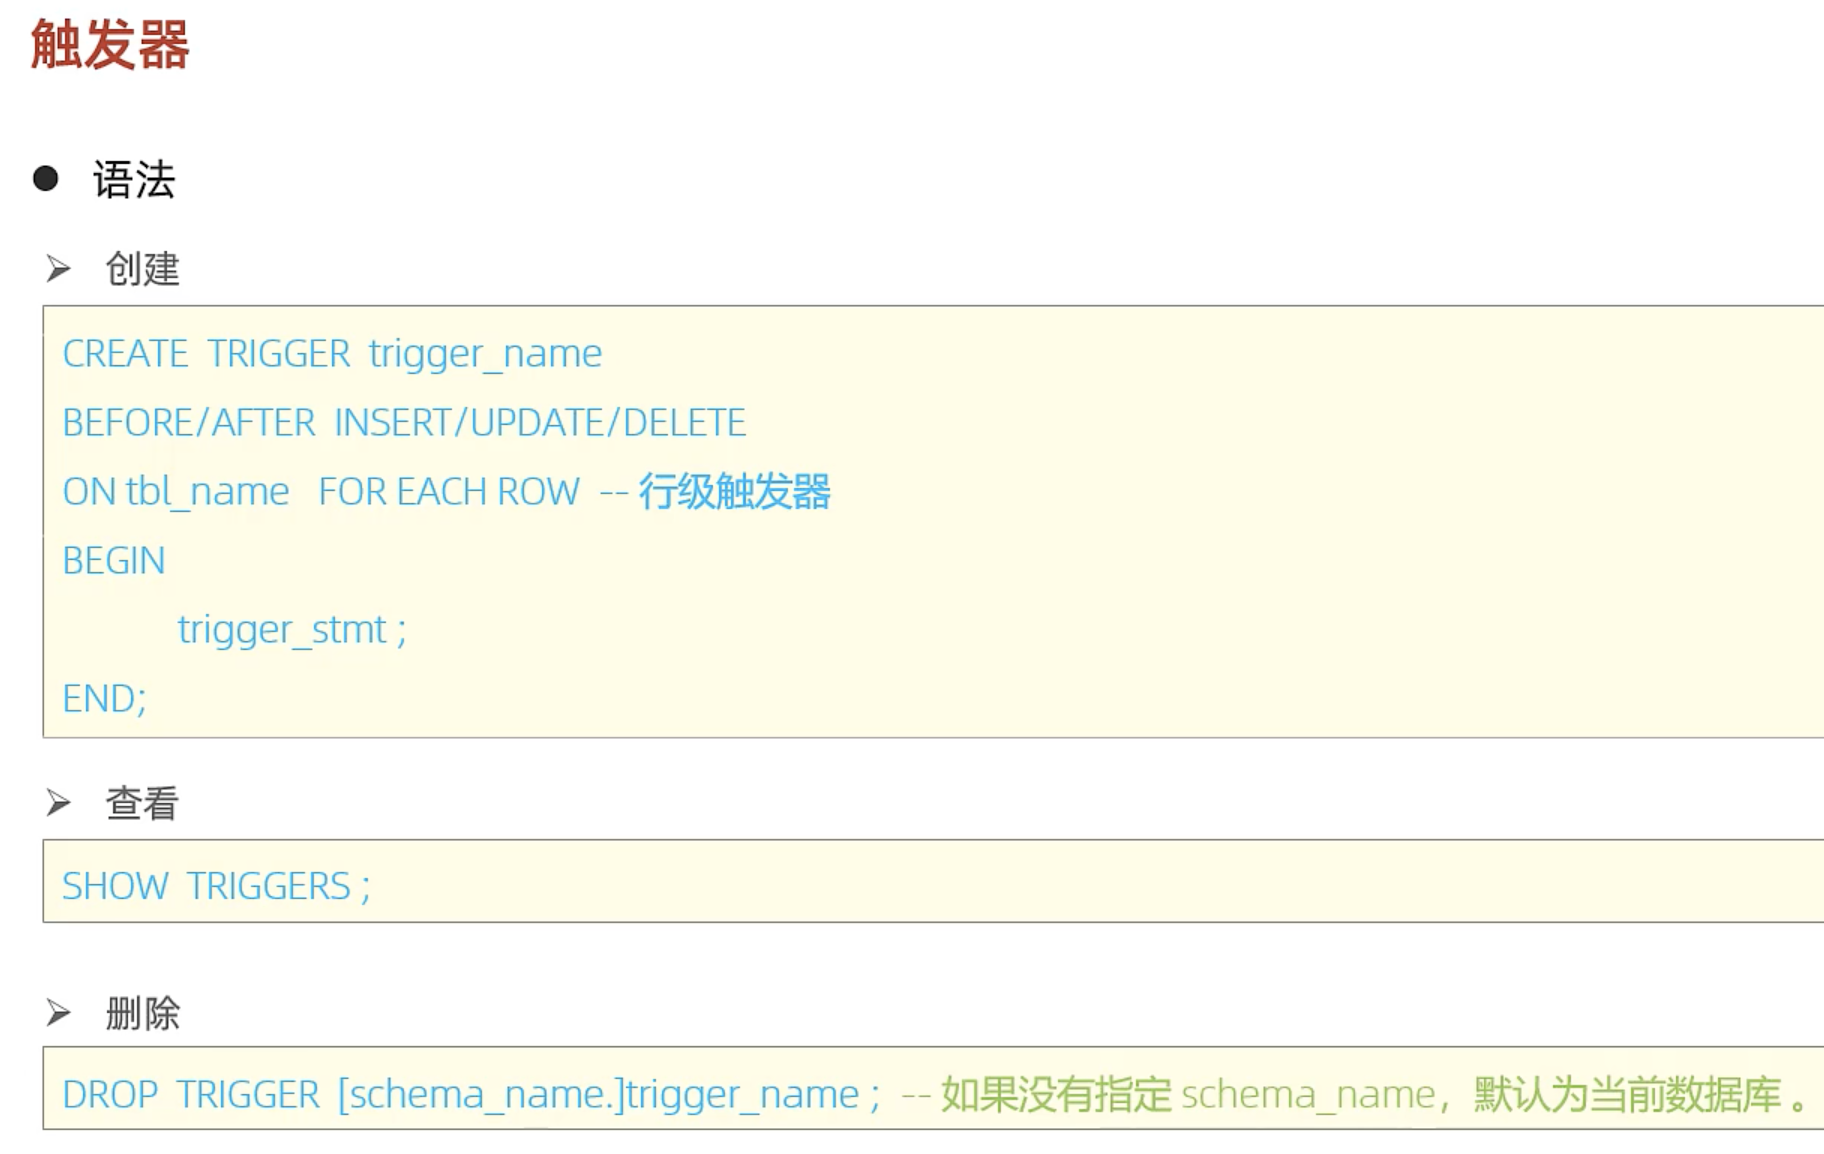 触发器
● 语法
➢ 创建
CREATE TRIGGER trigger_name
BEFORE/AFTER INSERT/UPDATE/DELETE
ON tbl_name FOR EACH ROW -- 行级触发器
BEGIN
trigger_stmt ;
END;
➢ 查看
SHOW TRIGGERS ;
➢ 删除
DROP TRIGGER [schema_name.]trigger_name ; -- 如果没有指定 schema_name，默认为当前数据库 。